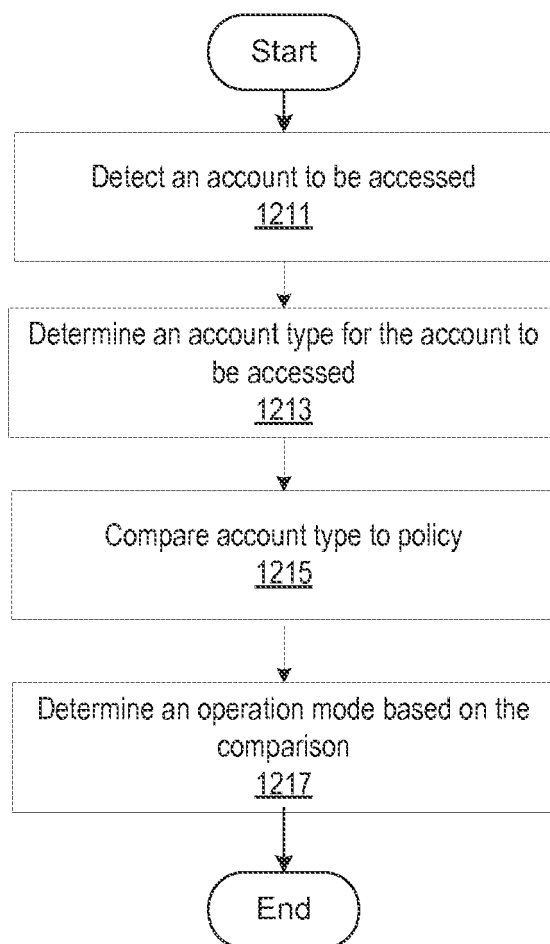 Start
Detect an account to be accessed
1211
Determine an account type for the account to
be accessed
1213
Compare account type to policy
1215
Determine an operation mode based on the
comparison
1217
End